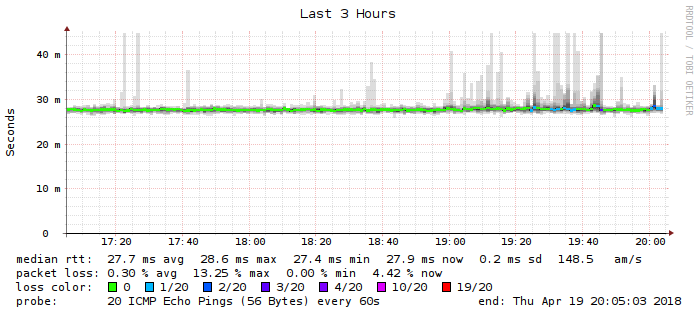 Last 3 Hours
RRDTOOL / TOBI OETIKER
Seconds
40 m
30 m
20 m
10 m
0
17:20 17:40 18:00 18:20 18:40 19:00 19:20 19:40 20:00
median rtt: 27.7 ms avg 28.6 ms max 27.4 ms min 27.9 ms now 0.2 ms sd 148.5 am/s
packet loss: 0.30 % avg 13.25 % max 0.00 % min 4.42 % now
loss color: 0 1/20 2/20 3/20 4/20 10/20 19/20
probe: 20 ICMP Echo Pings (56 Bytes) every 60s end: Thu Apr 19 20:05:03 2018